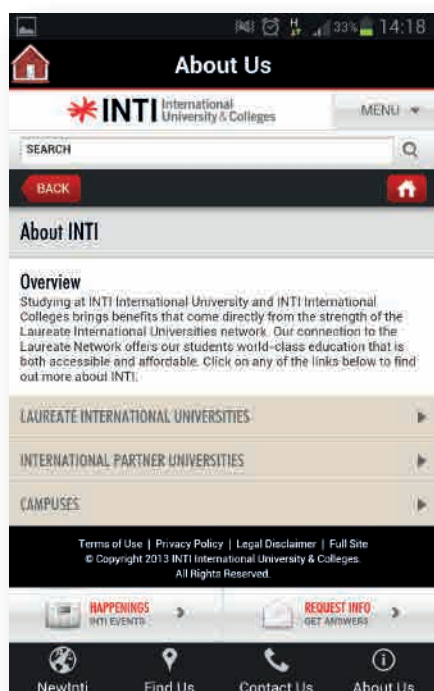 33% 14:18
About Us
INTI International University & Colleges
MENU
SEARCH
BACK
About INTI
Overview
Studying at INTI International University and INTI International
Colleges brings benefits that come directly from the strength of the
Laureate International Universities network. Our connection to the
Laureate Network offers our students world-class education that is
both accessible and affordable. Click on any of the links below to find
out more about INTI.
LAUREATE INTERNATIONAL UNIVERSITIES
INTERNATIONAL PARTNER UNIVERSITIES
CAMPUSES
Terms of Use | Privacy Policy | Legal Disclaimer | Full Site
© Copyright 2013 INTI International University & Colleges.
All Rights Reserved.
HAPPENINGS
INTI EVENTS
REQUEST INFO
GET ANSWERS
NewInti Find Us Contact Us About Us